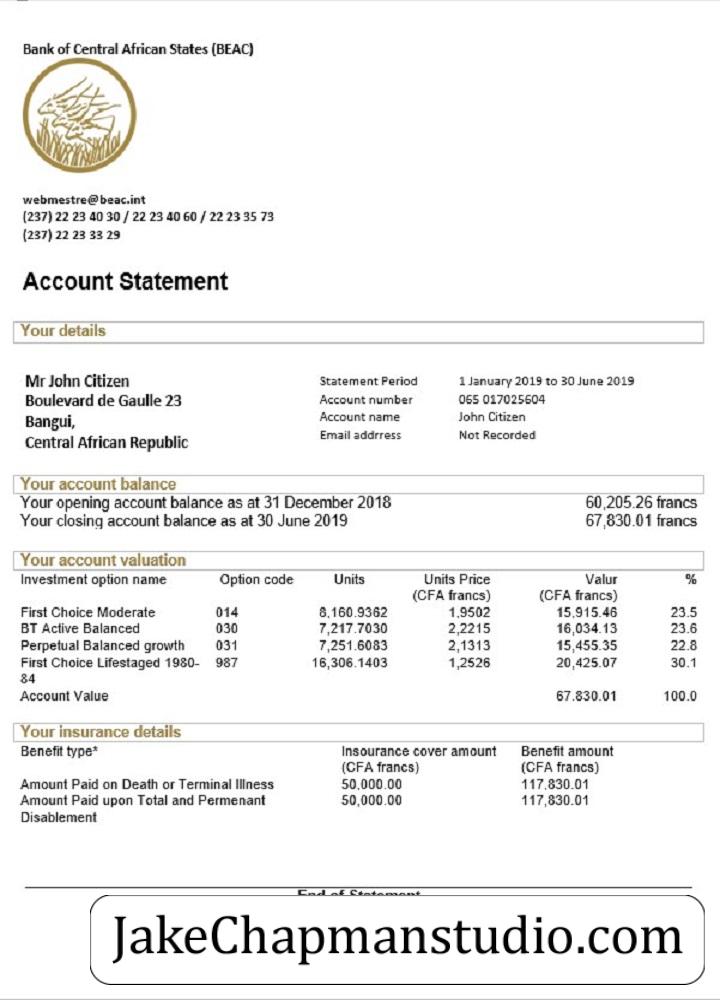 Bank of Central African States (BEAC)
webmestre@beac.int
(237) 22 23 40 30 / 22 23 40 60 / 22 23 35 73
(237) 22 23 33 29
Account Statement
Your details
Mr John Citizen
Boulevard de Gaulle 23
Bangui,
Central African Republic
Statement Period 1 January 2019 to 30 June 2019
Account number 065 017025604
Account name John Citizen
Email addrress Not Recorded
Your account balance
Your opening account balance as at 31 December 2018 60,205.26 francs
Your closing account balance as at 30 June 2019 67,830.01 francs
Your account valuation
Investment option name Option code Units Units Price Valur %
(CFA francs) (CFA francs)
First Choice Moderate 014 8,160.9362 1,9502 15,915.46 23.5
BT Active Balanced 030 7,217.7030 2,2215 16,034.13 23.6
Perpetual Balanced growth 031 7,251.6083 2,1313 15,455.35 22.8
First Choice Lifestaged 1980- 987 16,306.1403 1,2526 20,425.07 30.1
84
Account Value 67.830.01 100.0
Your insurance details
Benefit type* Insourance cover amount Benefit amount
(CFA francs) (CFA francs)
Amount Paid on Death or Terminal Illness 50,000.00 117,830.01
Amount Paid upon Total and Permenant 50,000.00 117,830.01
Disablement
End of Statement
JakeChapmanstudio.com